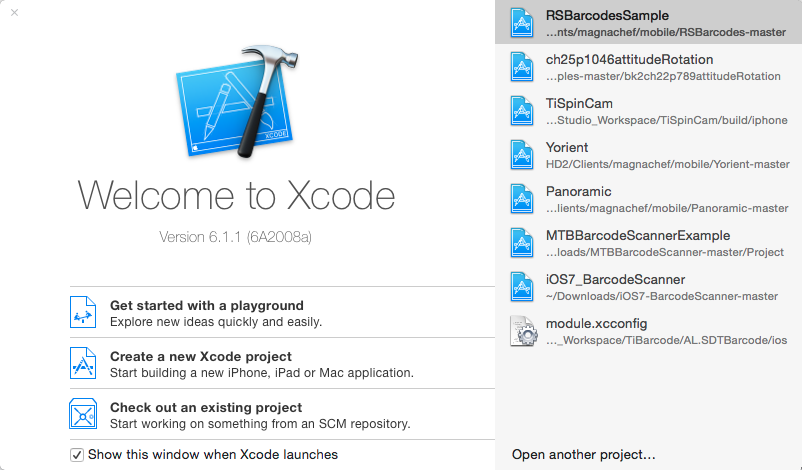 XCODE
Welcome to Xcode
Version 6.1.1 (6A2008a)
Get started with a playground
Explore new ideas quickly and easily.
Create a new Xcode project
Start building a new iPhone, iPad or Mac application.
Check out an existing project
Start working on something from an SCM repository.
Show this window when Xcode launches
RSBarcodesSample
...nts/magnachef/mobile/RSBarcodes-master
ch25p1046attitudeRotation
...ples-master/bk2ch22p789attitudeRotation
TiSpinCam
...Studio_Workspace/TiSpinCam/build/iphone
Yorient
HD2/Clients/magnachef/mobile/Yorient-master
Panoramic
...lients/magnachef/mobile/Panoramic-master
MTBBarcodeScannerExample
...loads/MTBBarcodeScanner-master/Project
iOS7_BarcodeScanner
~/Downloads/iOS7-BarcodeScanner-master
module.xcconfig
..._Workspace/TiBarcode/AL.SDTBarcode/ios
Open another project...